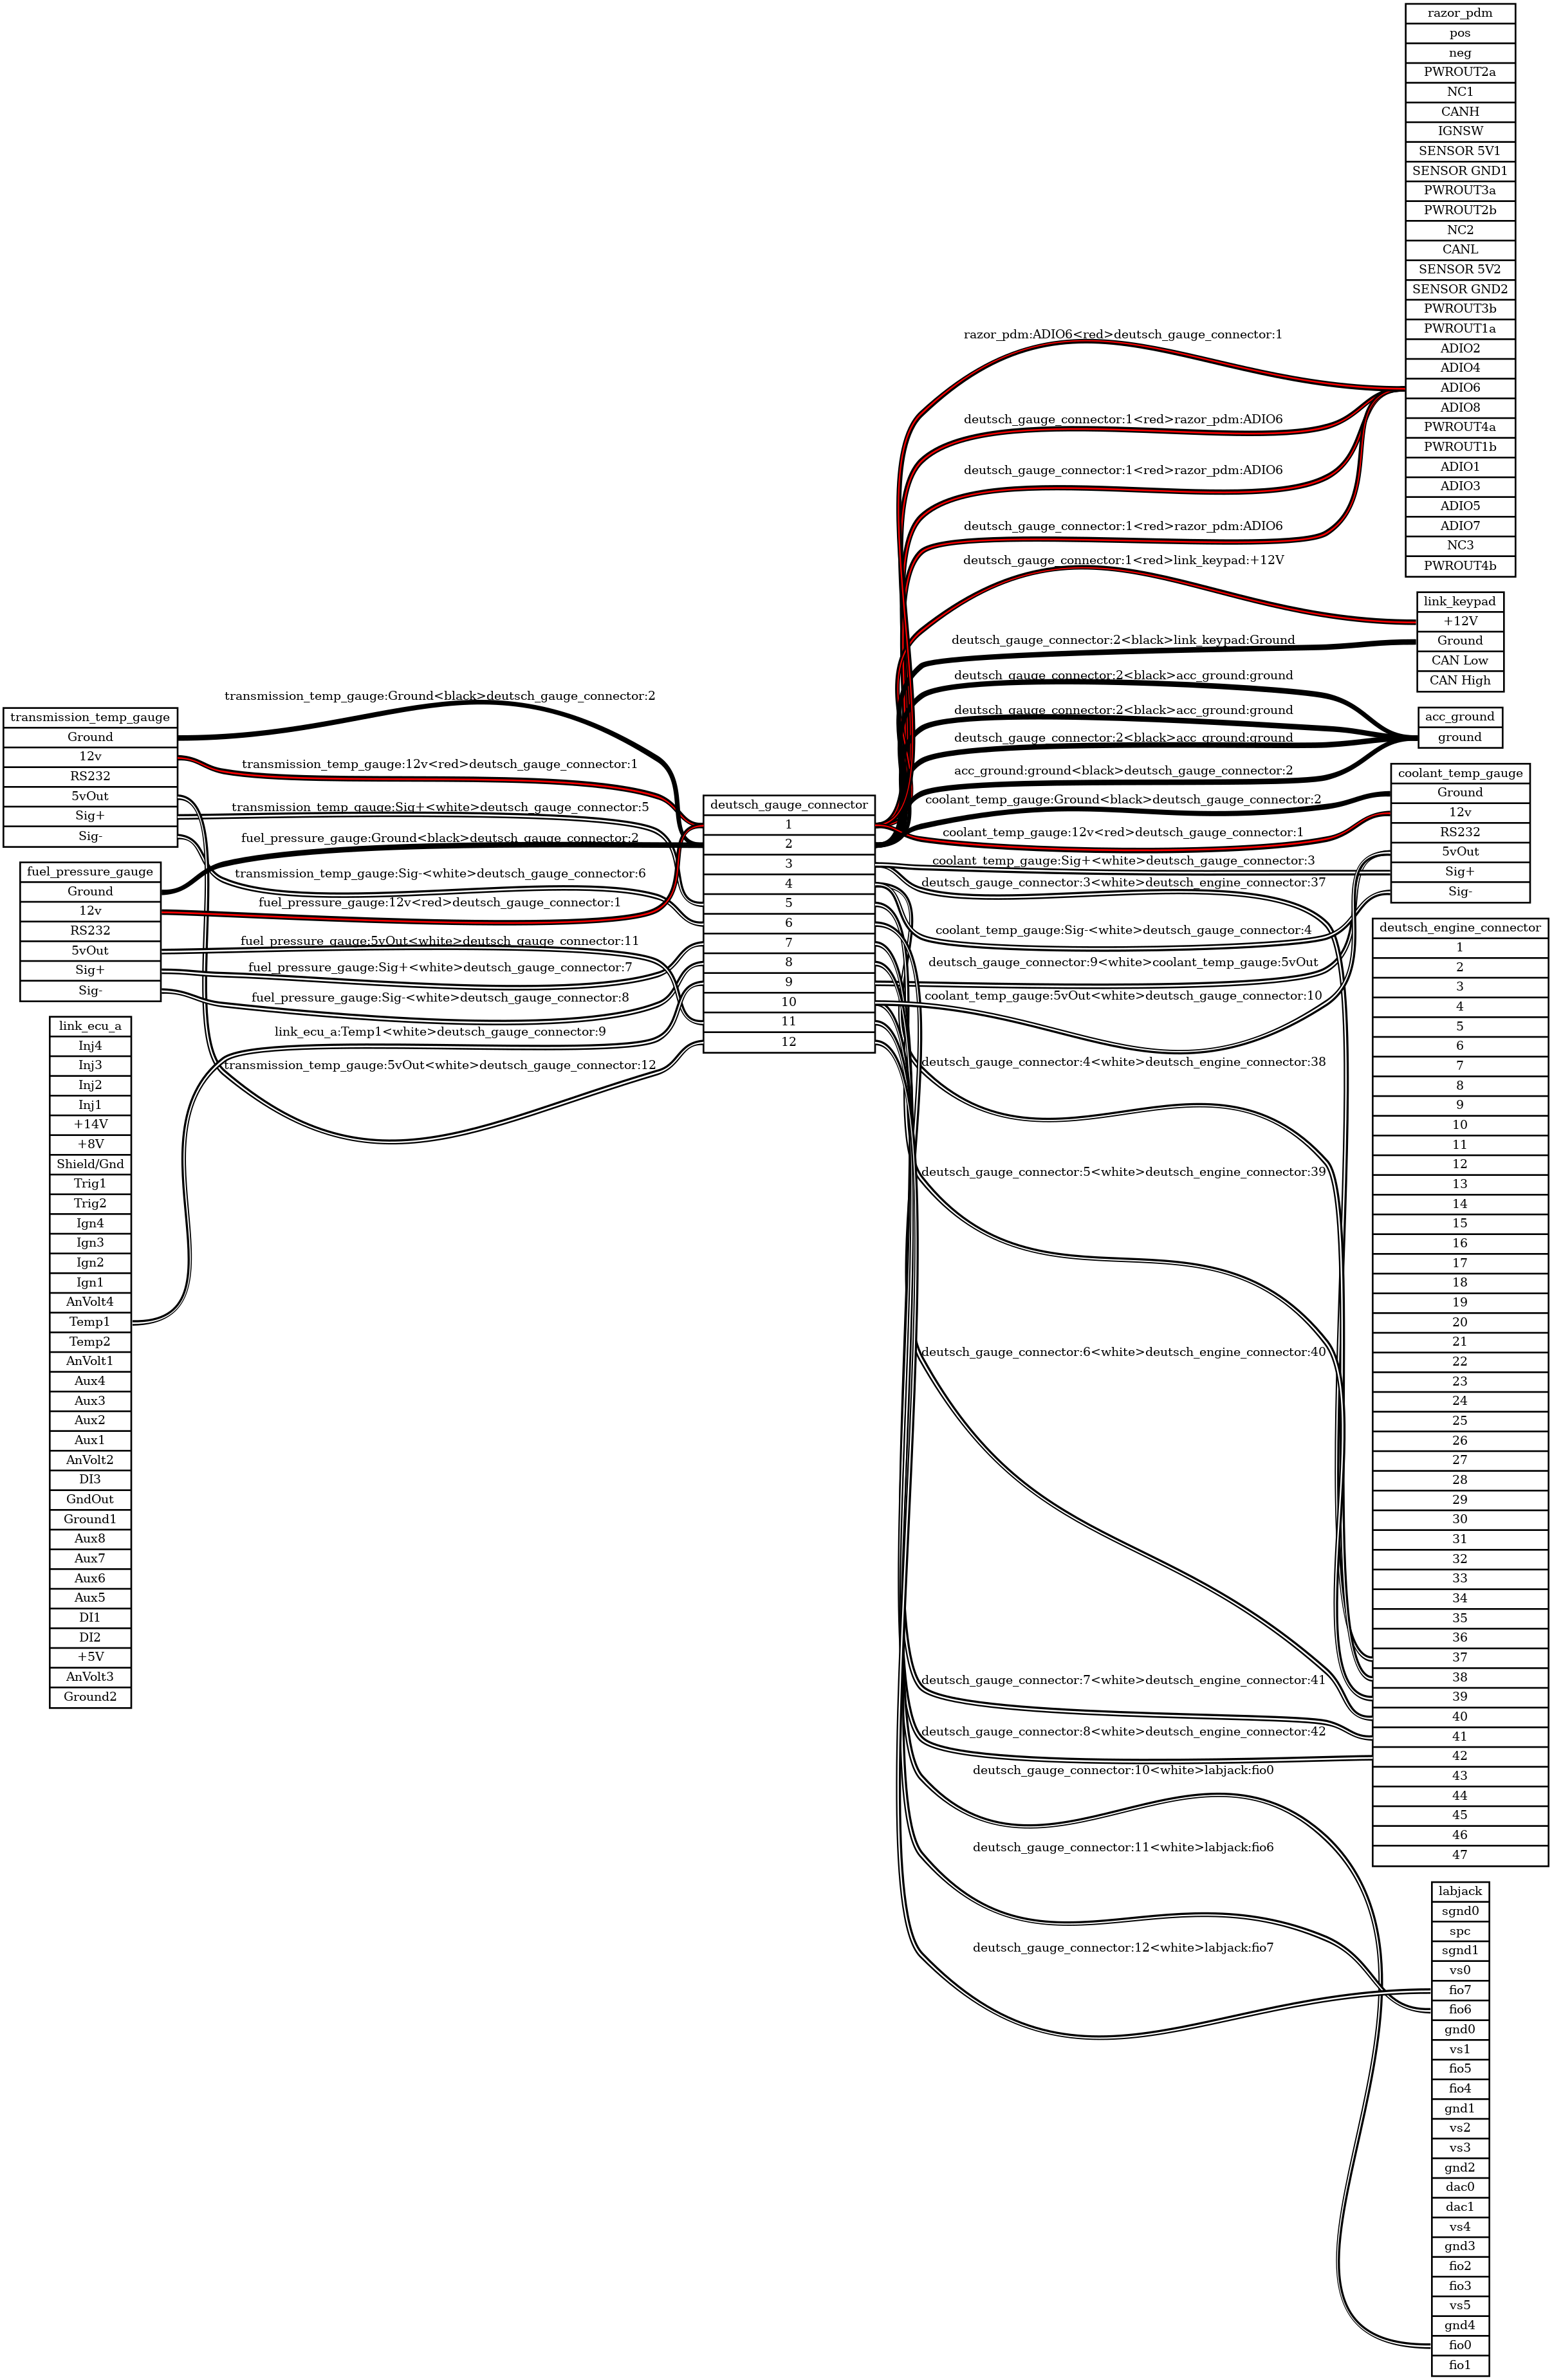 razor_pdm
pos
neg
PWROUT2a
NC1
CANH
IGNSW
SENSOR 5V1
SENSOR GND1
PWROUT3a
PWROUT2b
NC2
CANL
SENSOR 5V2
SENSOR GND2
PWROUT3b
PWROUT1a
ADIO2
ADIO4
ADIO6
ADIO8
PWROUT4a
PWROUT1b
ADIO1
ADIO3
ADIO5
ADIO7
NC3
PWROUT4b
razor_pdm:ADIO6<red>deutsch_gauge_connector:1
deutsch_gauge_connector:1<red>razor_pdm:ADIO6
deutsch_gauge_connector:1<red>razor_pdm:ADIO6
deutsch_gauge_connector:1<red>razor_pdm:ADIO6
deutsch_gauge_connector:1<red>link_keypad:+12V
link_keypad
+12V
Ground
CAN Low
CAN High
deutsch_gauge_connector:2<black>link_keypad:Ground
deutsch_gauge_connector:2<black>acc_ground:ground
deutsch_gauge_connector:2<black>acc_ground:ground
deutsch_gauge_connector:2<black>acc_ground:ground
acc_ground:ground<black>deutsch_gauge_connector:2
acc_ground
ground
transmission_temp_gauge
Ground
12v
RS232
5vOut
Sig+
Sig-
transmission_temp_gauge:Ground<black>deutsch_gauge_connector:2
transmission_temp_gauge:12v<red>deutsch_gauge_connector:1
transmission_temp_gauge:Sig+<white>deutsch_gauge_connector:5
fuel_pressure_gauge:Ground<black>deutsch_gauge_connector:2
transmission_temp_gauge:Sig-<white>deutsch_gauge_connector:6
fuel_pressure_gauge:12v<red>deutsch_gauge_connector:1
fuel_pressure_gauge:5vOut<white>deutsch_gauge_connector:11
fuel_pressure_gauge:Sig+<white>deutsch_gauge_connector:7
fuel_pressure_gauge:Sig-<white>deutsch_gauge_connector:8
link_ecu_a:Temp1<white>deutsch_gauge_connector:9
transmission_temp_gauge:5vOut<white>deutsch_gauge_connector:12
fuel_pressure_gauge
Ground
12v
RS232
5vOut
Sig+
Sig-
link_ecu_a
Inj4
Inj3
Inj2
Inj1
+14V
+8V
Shield/Gnd
Trig1
Trig2
Ign4
Ign3
Ign2
Ign1
AnVolt4
Temp1
Temp2
AnVolt1
Aux4
Aux3
Aux2
Aux1
AnVolt2
DI3
GndOut
Ground1
Aux8
Aux7
Aux6
Aux5
DI1
DI2
+5V
AnVolt3
Ground2
deutsch_gauge_connector
1
2
3
4
5
6
7
8
9
10
11
12
coolant_temp_gauge:Ground<black>deutsch_gauge_connector:2
coolant_temp_gauge:12v<red>deutsch_gauge_connector:1
coolant_temp_gauge:Sig+<white>deutsch_gauge_connector:3
deutsch_gauge_connector:3<white>deutsch_engine_connector:37
coolant_temp_gauge:Sig-<white>deutsch_gauge_connector:4
deutsch_gauge_connector:9<white>coolant_temp_gauge:5vOut
coolant_temp_gauge:5vOut<white>deutsch_gauge_connector:10
deutsch_gauge_connector:4<white>deutsch_engine_connector:38
deutsch_gauge_connector:5<white>deutsch_engine_connector:39
deutsch_gauge_connector:6<white>deutsch_engine_connector:40
deutsch_gauge_connector:7<white>deutsch_engine_connector:41
deutsch_gauge_connector:8<white>deutsch_engine_connector:42
deutsch_gauge_connector:10<white>labjack:fio0
deutsch_gauge_connector:11<white>labjack:fio6
deutsch_gauge_connector:12<white>labjack:fio7
coolant_temp_gauge
Ground
12v
RS232
5vOut
Sig+
Sig-
deutsch_engine_connector
1
2
3
4
5
6
7
8
9
10
11
12
13
14
15
16
17
18
19
20
21
22
23
24
25
26
27
28
29
30
31
32
33
34
35
36
37
38
39
40
41
42
43
44
45
46
47
labjack
sgnd0
spc
sgnd1
vs0
fio7
fio6
gnd0
vs1
fio5
fio4
gnd1
vs2
vs3
gnd2
dac0
dac1
vs4
gnd3
fio2
fio3
vs5
gnd4
fio0
fio1